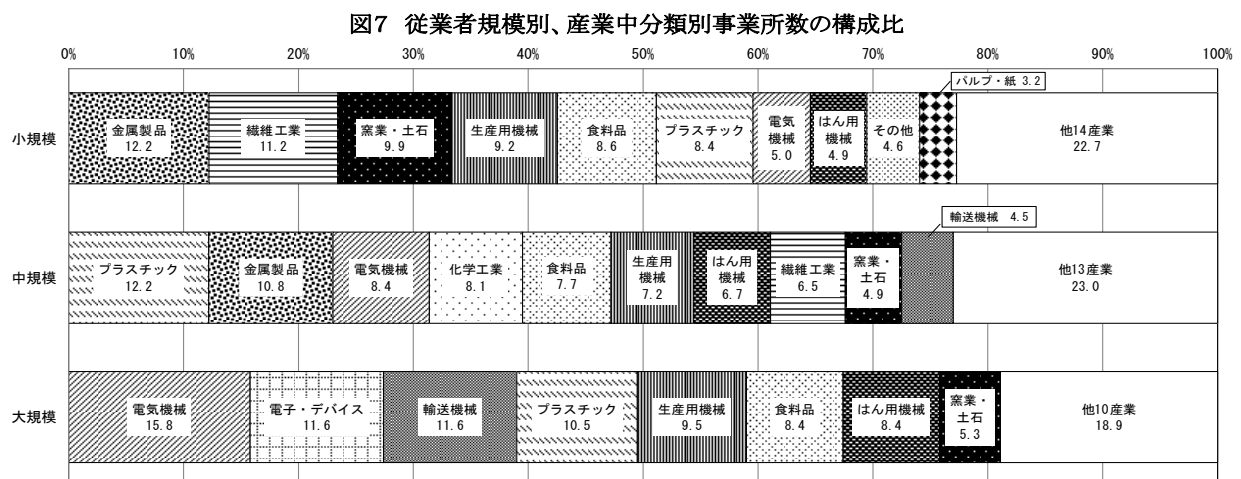 図7 従業者規模別、産業中分類別事業所数の構成比
0% 10% 20% 30% 40% 50% 60% 70% 80% 90% 100%
パルプ・紙 3.2
小規模
金属製品
12.2
繊維工業
11.2
窯業・土石
9.9
生産用機械
9.2
食料品
8.6
プラスチック
8.4
電気
機械
5.0
はん用
機械
4.9
その他
4.6
他14産業
22.7
輸送機械 4.5
中規模
プラスチック
12.2
金属製品
10.8
電気機械
8.4
化学工業
8.1
食料品
7.7
生産用
機械
7.2
はん用
機械
6.7
繊維工業
6.5
窯業・
土石
4.9
他13産業
23.0
大規模
電気機械
15.8
電子・デバイス
11.6
輸送機械
11.6
プラスチック
10.5
生産用機械
9.5
食料品
8.4
はん用機械
8.4
窯業・
土石
5.3
他10産業
18.9